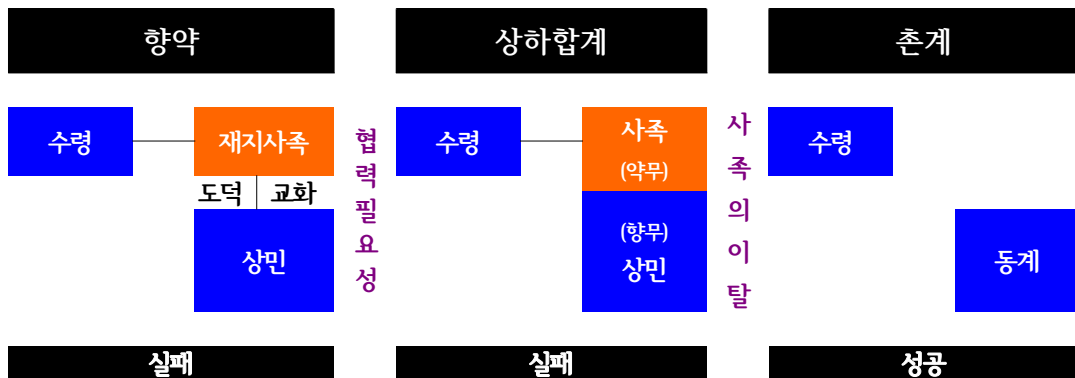 향약
상하합계
촌계
수령
재지사족
도덕
교화
상민
협력필요성
수령
사족
(약무)
(향무)
상민
사족의이탈
수령
동계
실패
실패
성공